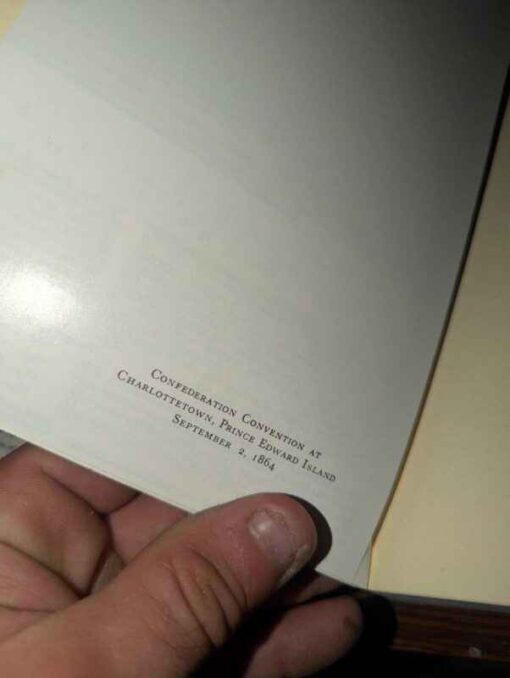 Confederation Convention at
Charlottetown, Prince Edward Island
September 2, 1864